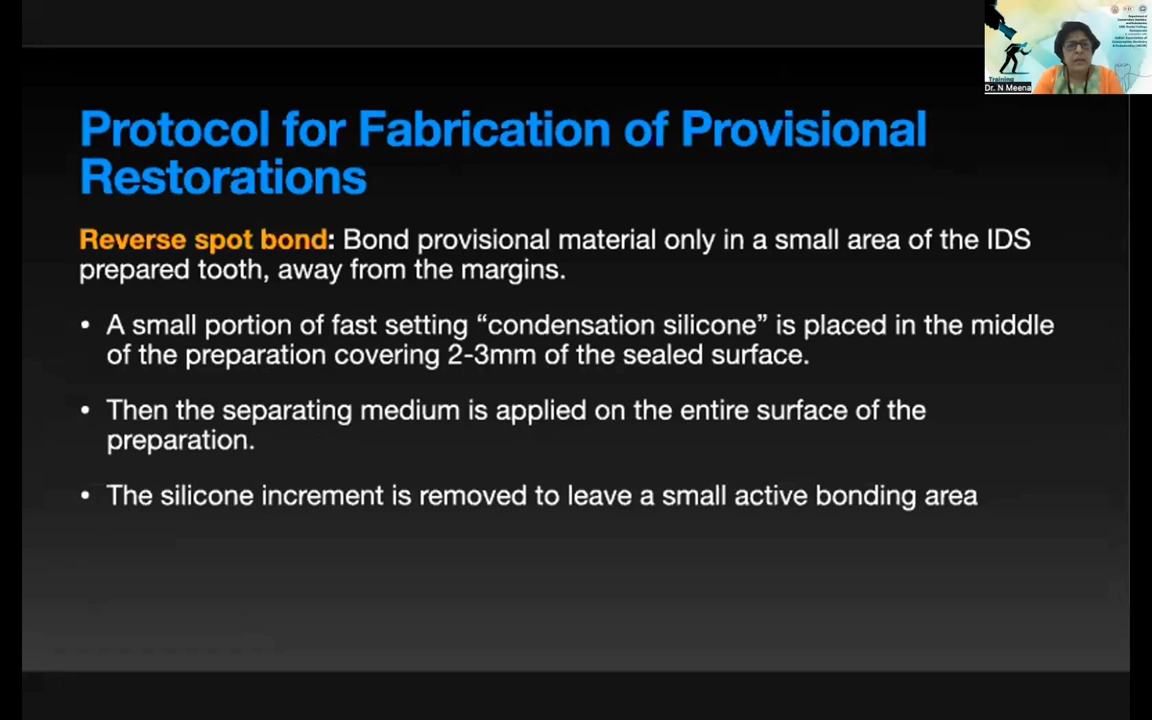 Protocol for Fabrication of Provisional
Restorations
Reverse spot bond: Bond provisional material only in a small area of the IDS
prepared tooth, away from the margins.
• A small portion of fast setting “condensation silicone” is placed in the middle
of the preparation covering 2-3mm of the sealed surface.
• Then the separating medium is applied on the entire surface of the
preparation.
• The silicone increment is removed to leave a small active bonding area
Training
Dr. N Meena